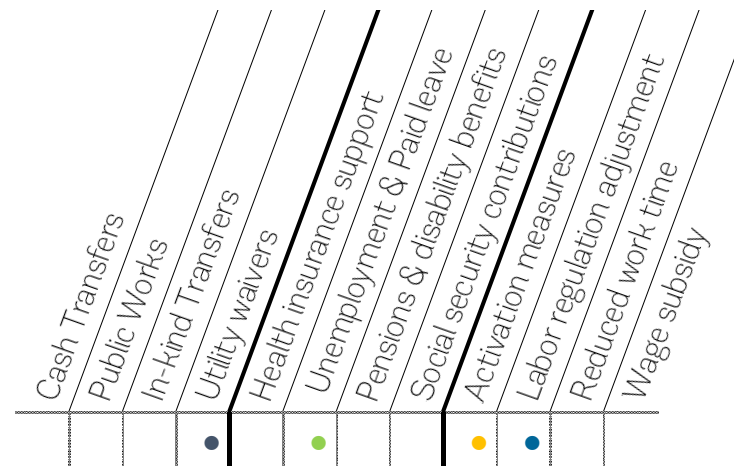 Cash Transfers
Public Works
In-kind Transfers
Utility waivers
Health insurance support
Unemployment & Paid leave
Pensions & disability benefits
Social security contributions
Activation measures
Labor regulation adjustment
Reduced work time
Wage subsidy